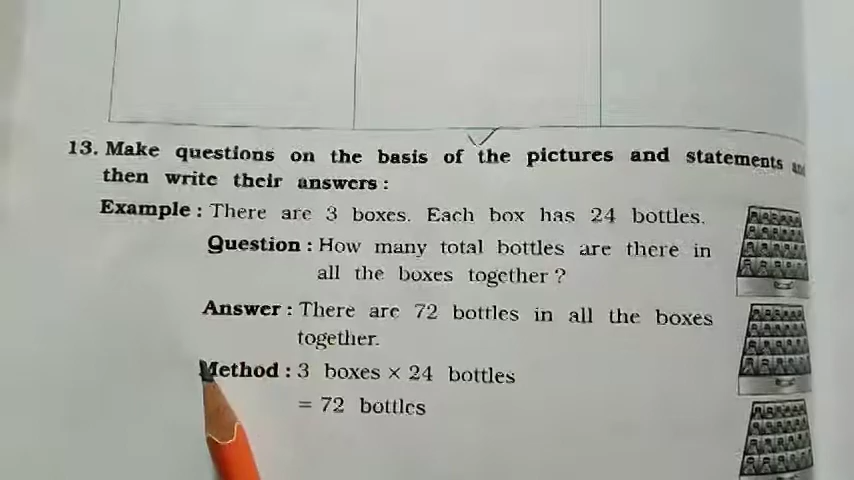 13. Make questions on the basis of the pictures and statements and
then write their answers :
Example : There are 3 boxes. Each box has 24 bottles.
Question : How many total bottles are there in
all the boxes together ?
Answer : There are 72 bottles in all the boxes
together.
Method : 3 boxes × 24 bottles
= 72 bottles